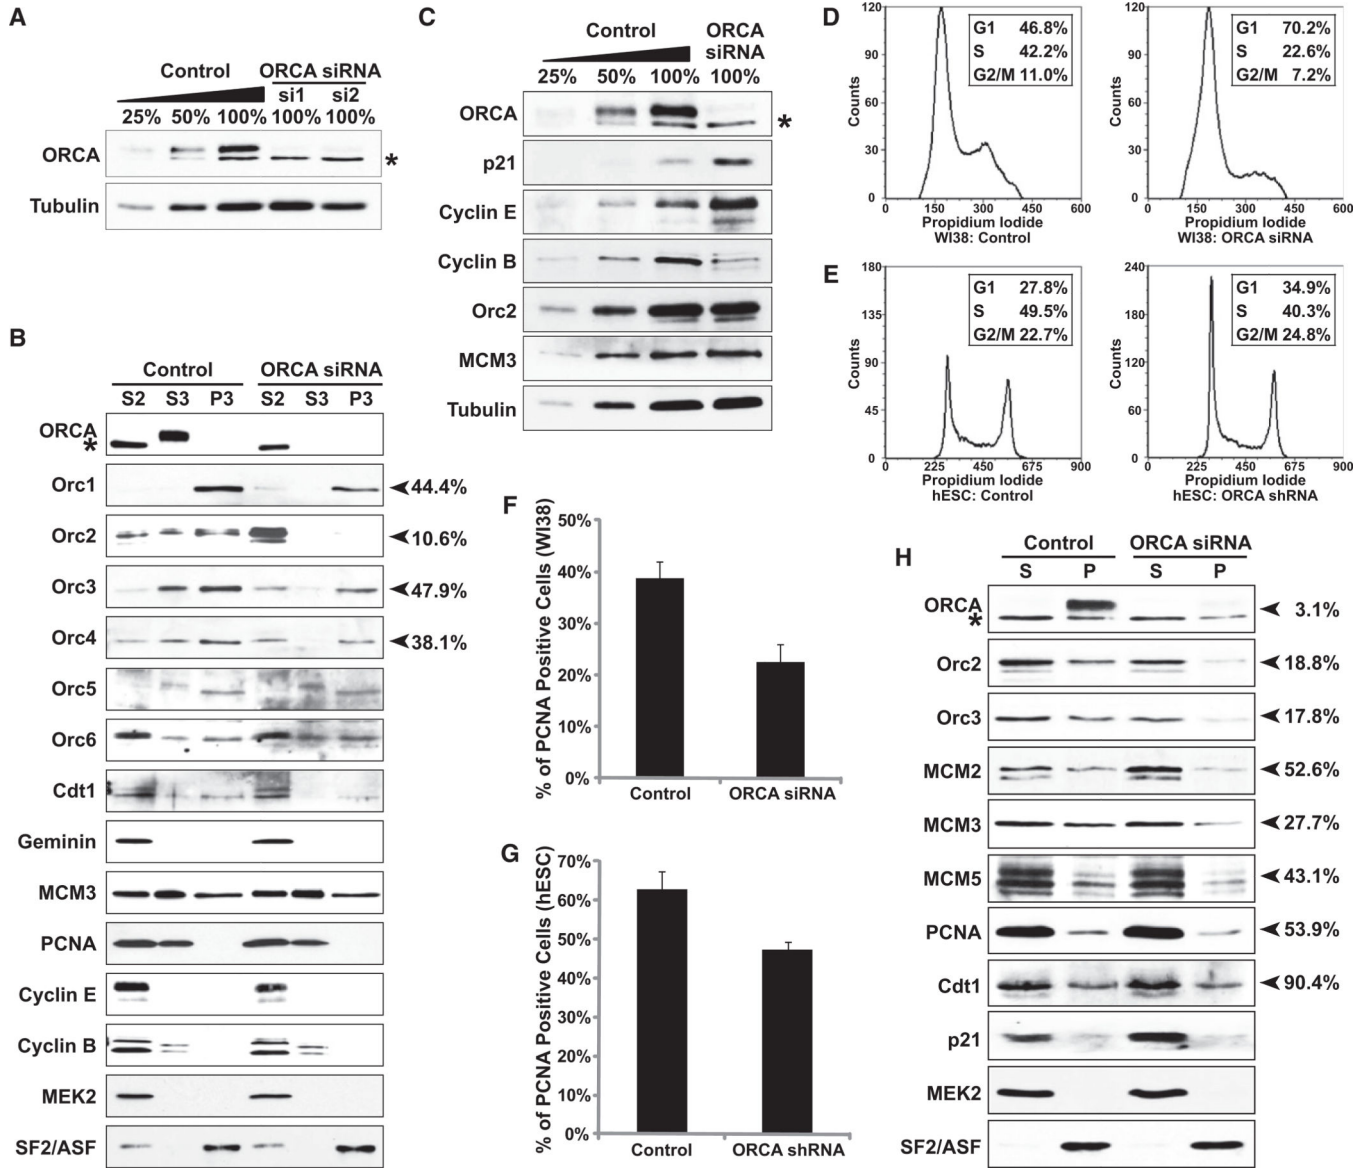 A
Control ORCA siRNA
si1 si2
25% 50% 100% 100% 100%
ORCA *
Tubulin
B
Control ORCA siRNA
S2 S3 P3 S2 S3 P3
ORCA
*
Orc1 44.4%
Orc2 10.6%
Orc3 47.9%
Orc4 38.1%
Orc5
Orc6
Cdt1
Geminin
MCM3
PCNA
Cyclin E
Cyclin B
MEK2
SF2/ASF
C
Control ORCA
siRNA
25% 50% 100% 100%
ORCA *
p21
Cyclin E
Cyclin B
Orc2
MCM3
Tubulin
D
120
90
60
30
0
Counts
G1 46.8%
S 42.2%
G2/M 11.0%
0 150 300 450 600
Propidium Iodide
WI38: Control
120
90
60
30
0
Counts
G1 70.2%
S 22.6%
G2/M 7.2%
0 150 300 450 600
Propidium Iodide
WI38: ORCA siRNA
E
180
135
90
45
0
Counts
G1 27.8%
S 49.5%
G2/M 22.7%
0 225 450 675 900
Propidium Iodide
hESC: Control
240
180
120
60
0
Counts
G1 34.9%
S 40.3%
G2/M 24.8%
0 225 450 675 900
Propidium Iodide
hESC: ORCA shRNA
F
% of PCNA Positive Cells (WI38)
50%
40%
30%
20%
10%
0%
Control ORCA siRNA
G
% of PCNA Positive Cells (hESC)
70%
60%
50%
40%
30%
20%
10%
0%
Control ORCA shRNA
H
Control ORCA siRNA
S P S P
ORCA 3.1%
*
Orc2 18.8%
Orc3 17.8%
MCM2 52.6%
MCM3 27.7%
MCM5 43.1%
PCNA 53.9%
Cdt1 90.4%
p21
MEK2
SF2/ASF